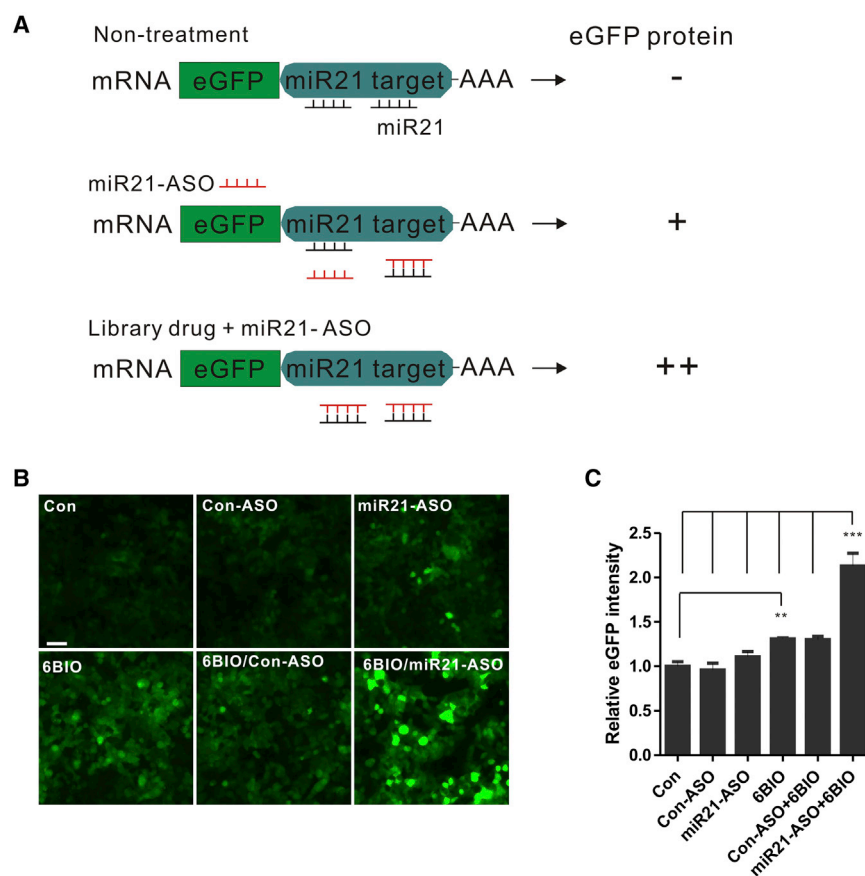 A
Non-treatment
eGFP protein
mRNA eGFP miR21 target AAA -
miR21
miR21-ASO
mRNA eGFP miR21 target AAA +
Library drug + miR21- ASO
mRNA eGFP miR21 target AAA ++
B
Con Con-ASO miR21-ASO
6BIO 6BIO/Con-ASO 6BIO/miR21-ASO
C
Relative eGFP intensity
2.5
2.0
1.5
1.0
0.5
0.0
***
**
Con
Con-ASO
miR21-ASO
6BIO
Con-ASO+6BIO
miR21-ASO+6BIO